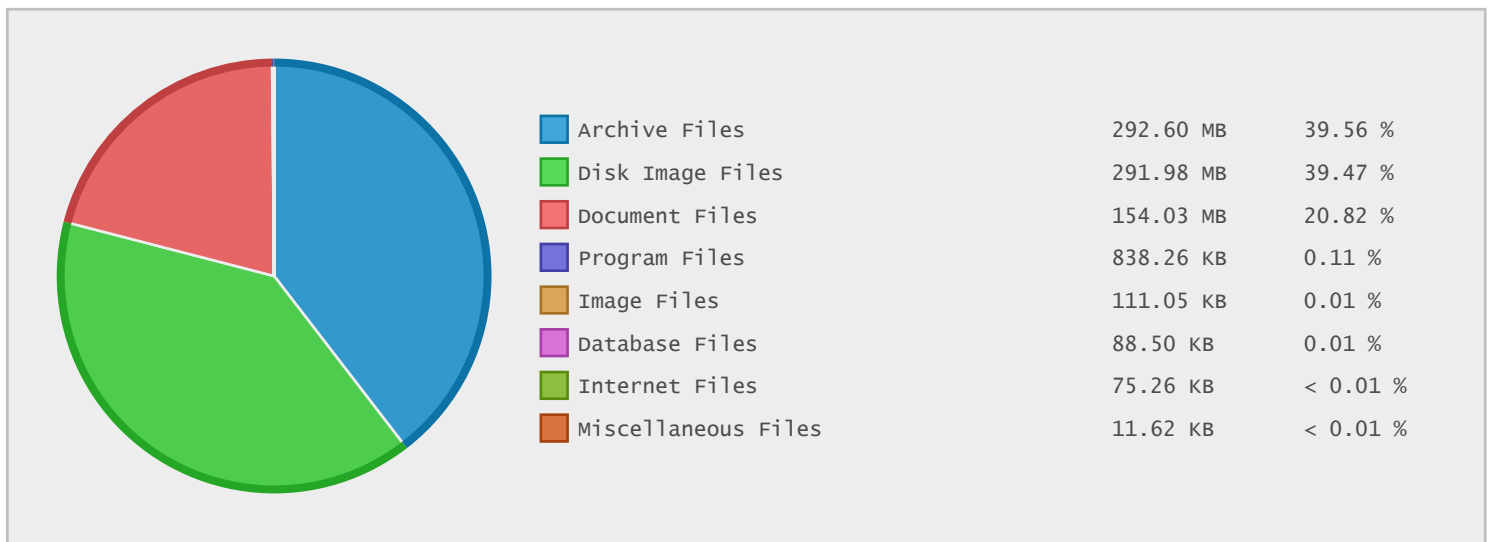 Archive Files 292.60 MB 39.56 %
Disk Image Files 291.98 MB 39.47 %
Document Files 154.03 MB 20.82 %
Program Files 838.26 KB 0.11 %
Image Files 111.05 KB 0.01 %
Database Files 88.50 KB 0.01 %
Internet Files 75.26 KB < 0.01 %
Miscellaneous Files 11.62 KB < 0.01 %